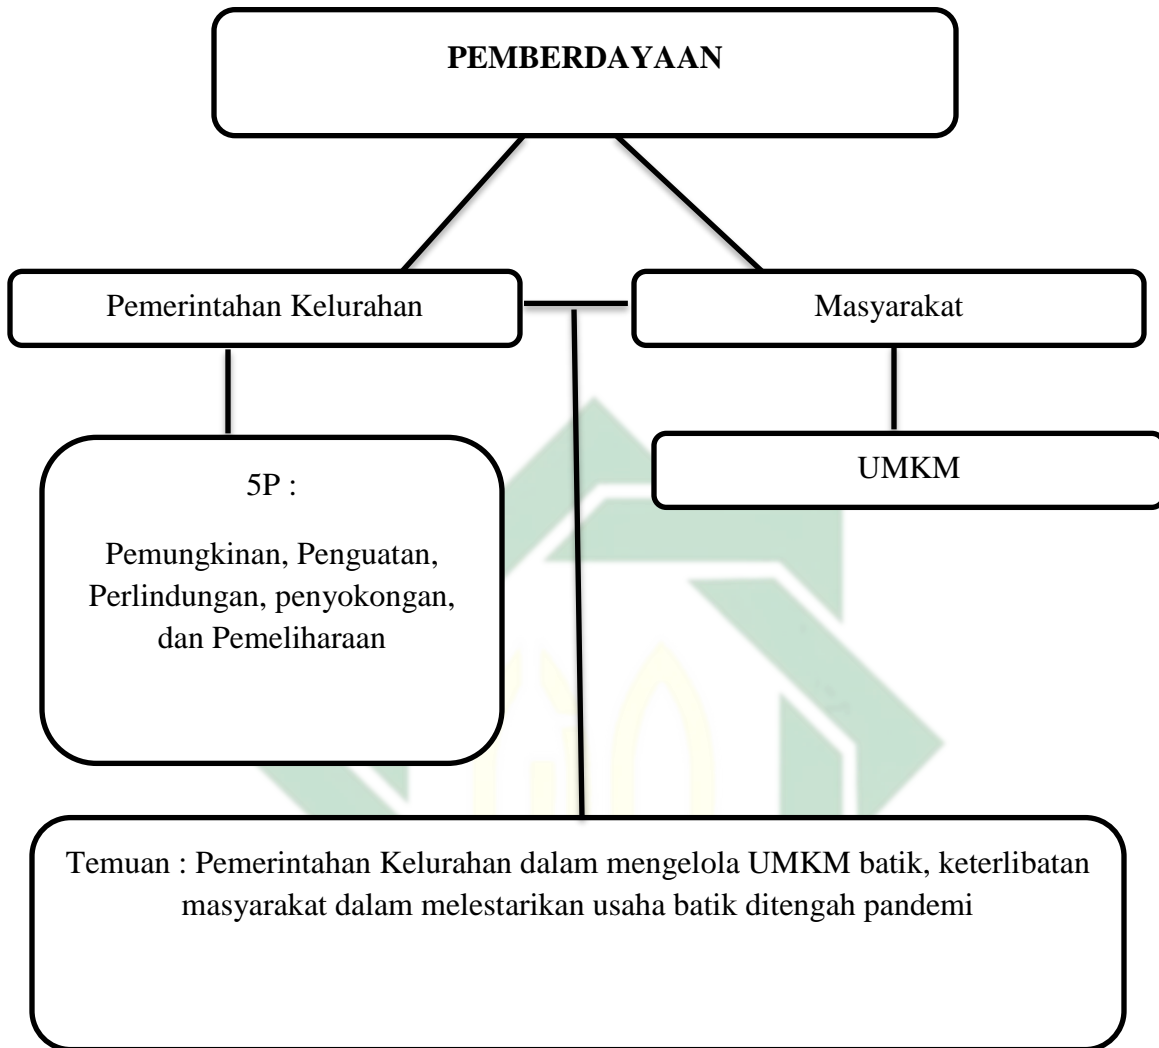 PEMBERDAYAAN
Pemerintahan Kelurahan
Masyarakat
5P :
Pemungkinan, Penguatan,
Perlindungan, penyokongan,
dan Pemeliharaan
UMKM
Temuan : Pemerintahan Kelurahan dalam mengelola UMKM batik, keterlibatan
masyarakat dalam melestarikan usaha batik ditengah pandemi